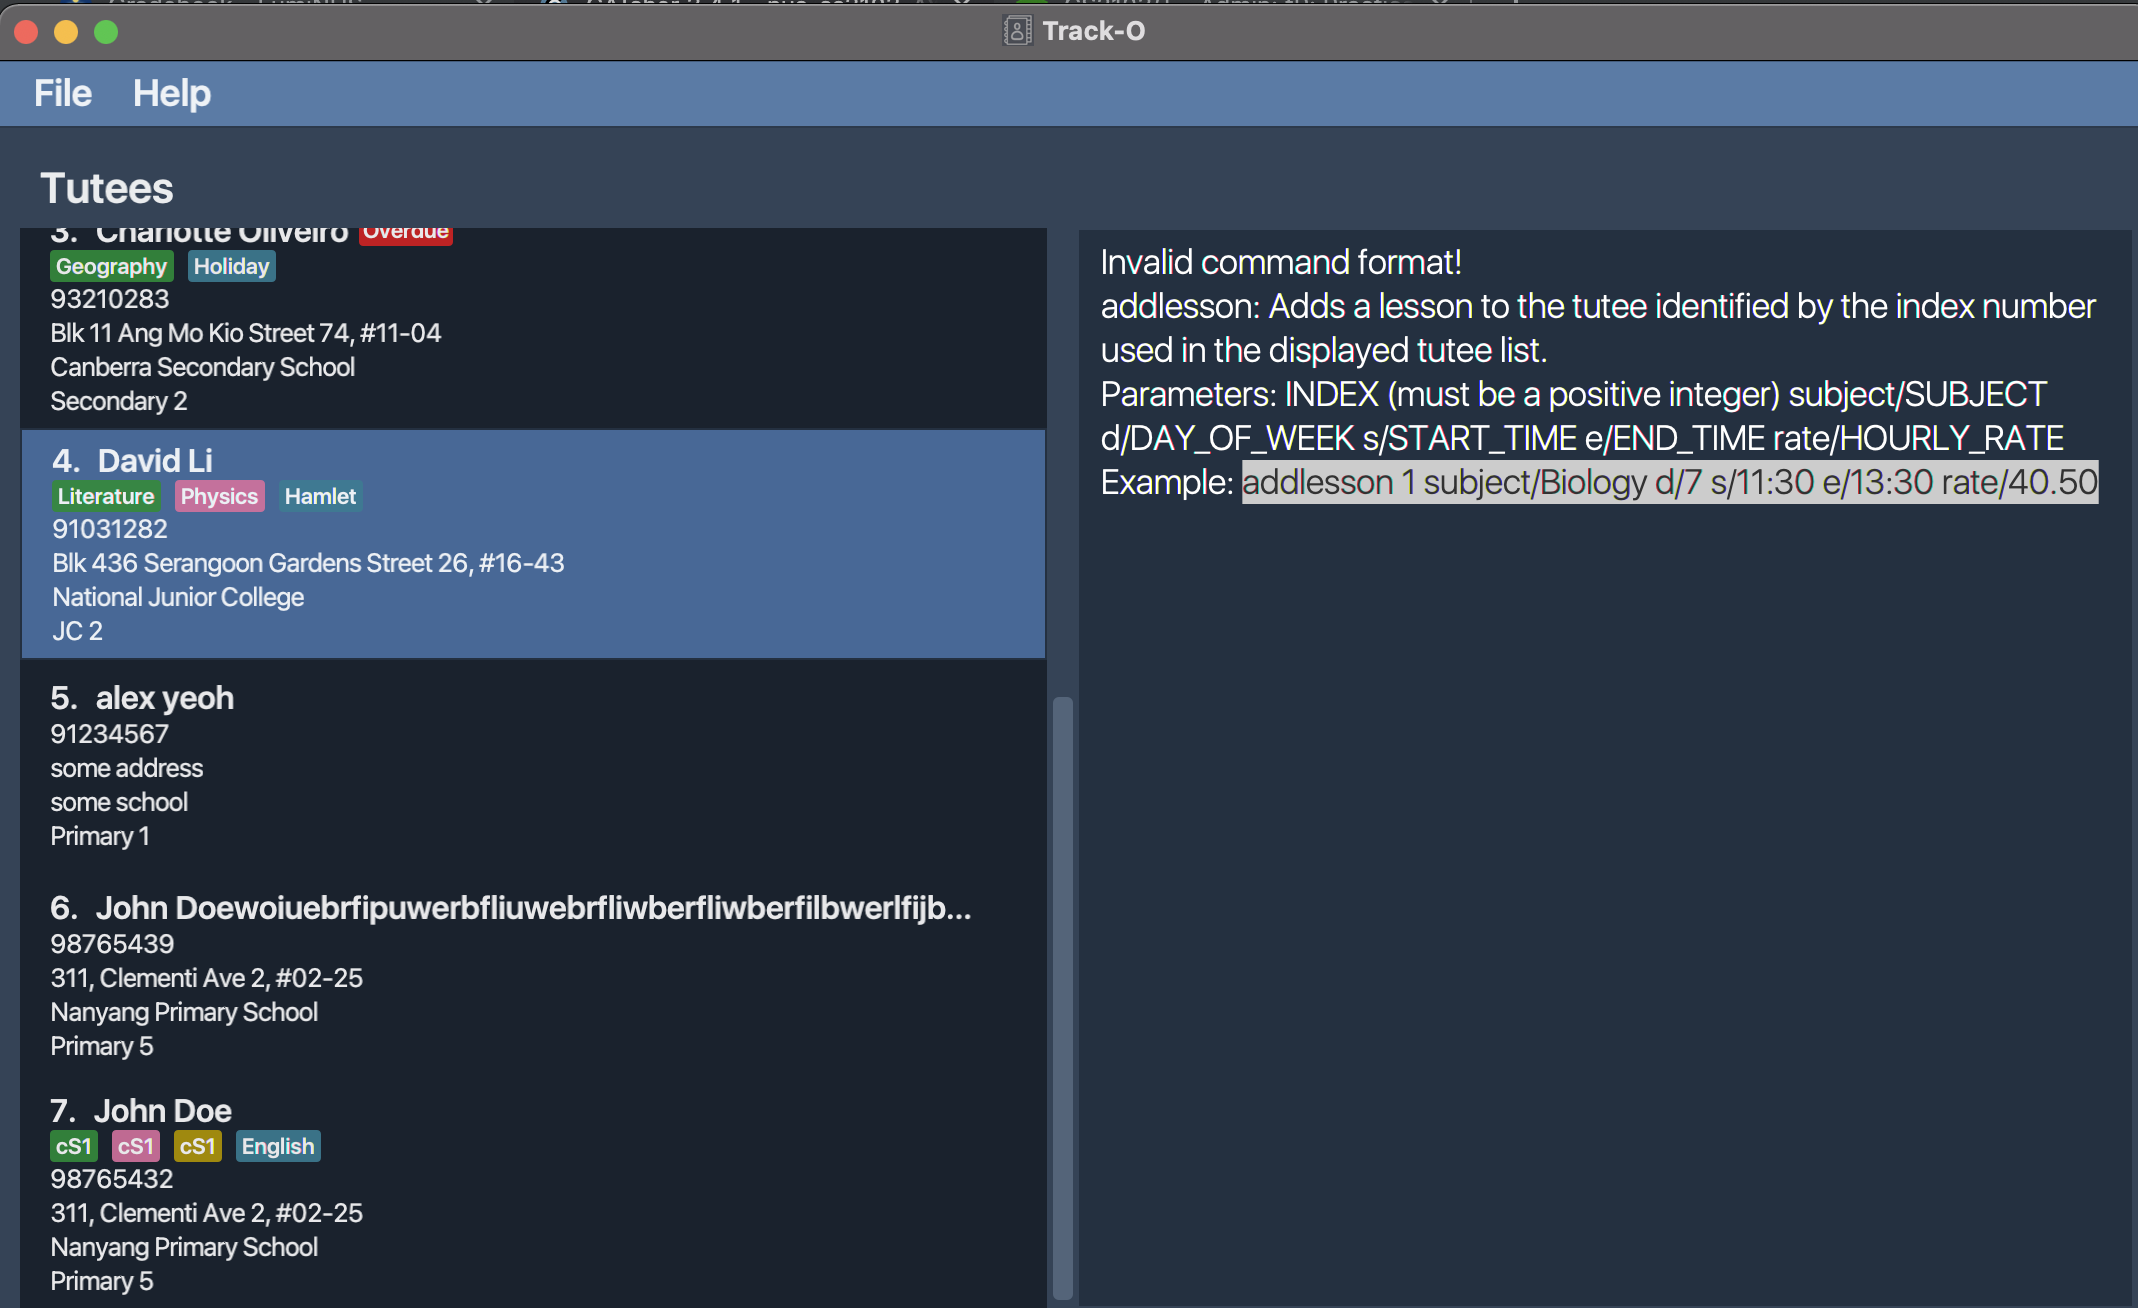 Track-O
File Help
Tutees
3. Charlotte Oliveiro Overdue
Geography Holiday
93210283
Blk 11 Ang Mo Kio Street 74, #11-04
Canberra Secondary School
Secondary 2
4. David Li
Literature Physics Hamlet
91031282
Blk 436 Serangoon Gardens Street 26, #16-43
National Junior College
JC 2
5. alex yeoh
91234567
some address
some school
Primary 1
6. John Doewoiuebrfipuwerbfliuwebrfliwberfliwberfilbwerlfijb...
98765439
311, Clementi Ave 2, #02-25
Nanyang Primary School
Primary 5
7. John Doe
cS1 cS1 cS1 English
98765432
311, Clementi Ave 2, #02-25
Nanyang Primary School
Primary 5
Invalid command format!
addlesson: Adds a lesson to the tutee identified by the index number
used in the displayed tutee list.
Parameters: INDEX (must be a positive integer) subject/SUBJECT
d/DAY_OF_WEEK s/START_TIME e/END_TIME rate/HOURLY_RATE
Example: addlesson 1 subject/Biology d/7 s/11:30 e/13:30 rate/40.50